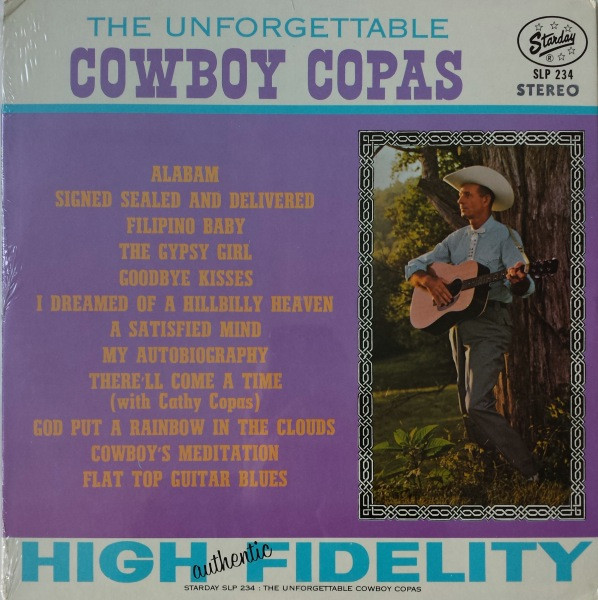 THE UNFORGETTABLE
COWBOY COPAS
Starday
SLP 234
STEREO
ALABAM
SIGNED SEALED AND DELIVERED
FILIPINO BABY
THE GYPSY GIRL
GOODBYE KISSES
I DREAMED OF A HILLBILLY HEAVEN
A SATISFIED MIND
MY AUTOBIOGRAPHY
THERE'LL COME A TIME
(with Cathy Copas)
GOD PUT A RAINBOW IN THE CLOUDS
COWBOY'S MEDITATION
FLAT TOP GUITAR BLUES
HIGH authentic FIDELITY
STARDAY SLP 234 : THE UNFORGETTABLE COWBOY COPAS